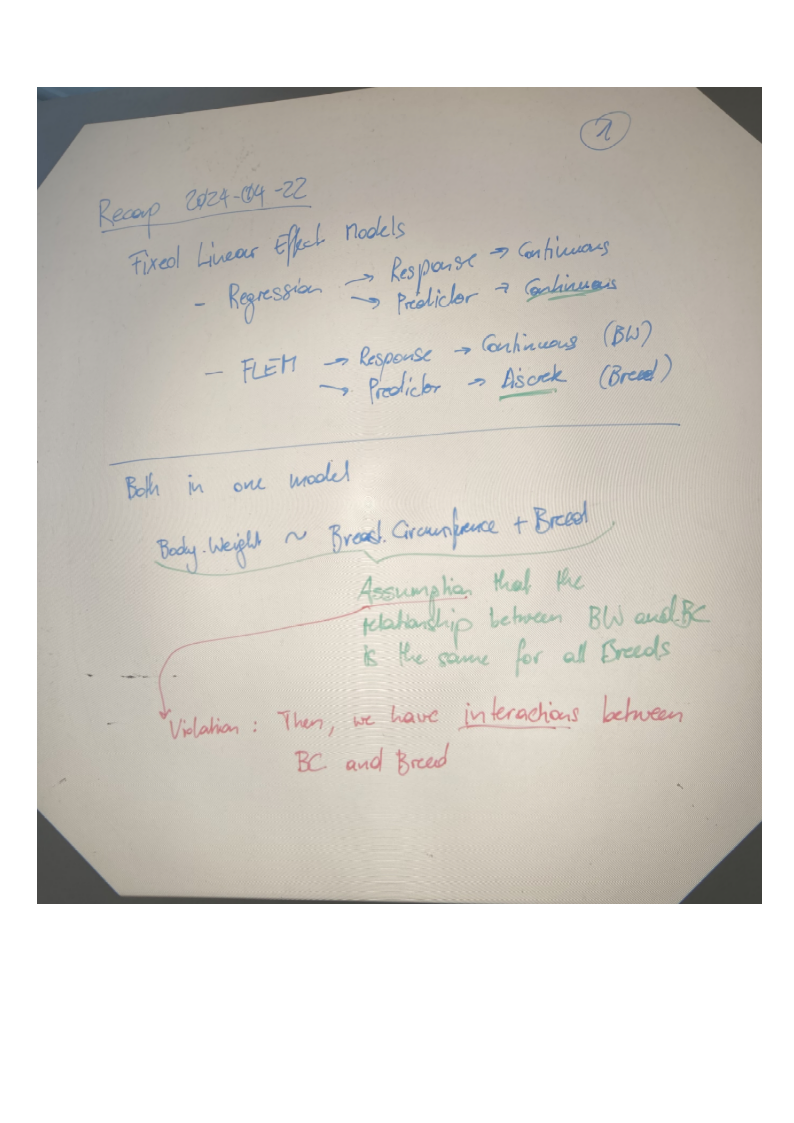 1
Recap 2024-04-22
Fixed Linear Effect Models
- Regression → Response → Continuous
→ Predictor → Continuous
- FLEM → Response → Continuous (BW)
→ Predictor → Discrete (Breed)
Both in one model
Body.Weight ~ Breast.Circumference + Breed
Assumption that the
relationship between BW and BC
is the same for all Breeds
Violation: Then, we have interactions between
BC and Breed